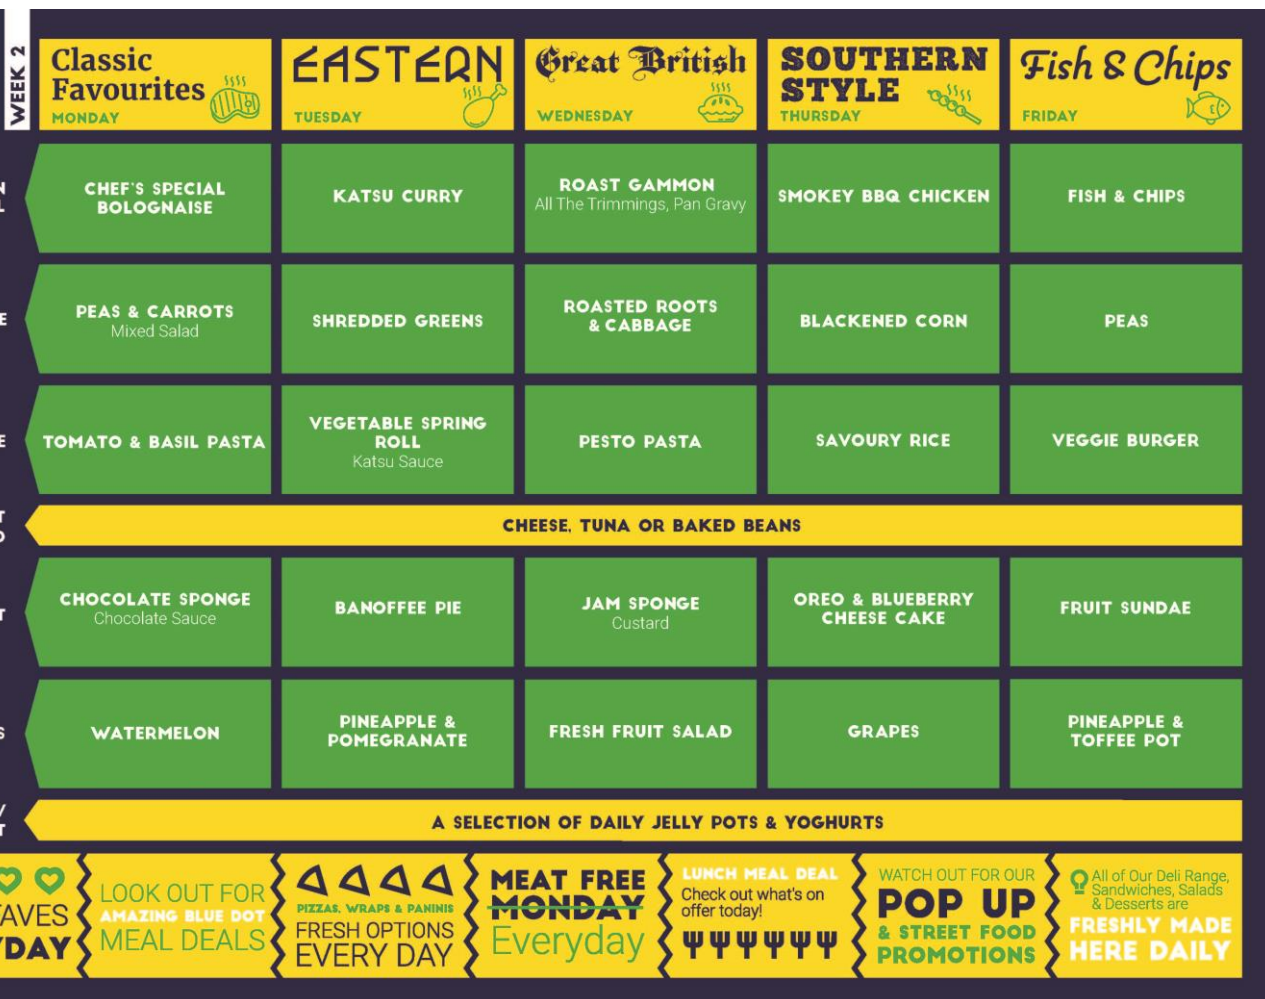 WEEK 2
Classic
Favourites
MONDAY
EASTERN
TUESDAY
Great British
WEDNESDAY
SOUTHERN
STYLE
THURSDAY
Fish & Chips
FRIDAY
CHEF'S SPECIAL
BOLOGNAISE
KATSU CURRY
ROAST GAMMON
All The Trimmings, Pan Gravy
SMOKEY BBQ CHICKEN
FISH & CHIPS
PEAS & CARROTS
Mixed Salad
SHREDDED GREENS
ROASTED ROOTS
& CABBAGE
BLACKENED CORN
PEAS
TOMATO & BASIL PASTA
VEGETABLE SPRING
ROLL
Katsu Sauce
PESTO PASTA
SAVOURY RICE
VEGGIE BURGER
CHEESE, TUNA OR BAKED BEANS
CHOCOLATE SPONGE
Chocolate Sauce
BANOFFEE PIE
JAM SPONGE
Custard
OREO & BLUEBERRY
CHEESE CAKE
FRUIT SUNDAE
WATERMELON
PINEAPPLE &
POMEGRANATE
FRESH FRUIT SALAD
GRAPES
PINEAPPLE &
TOFFEE POT
A SELECTION OF DAILY JELLY POTS & YOGHURTS
AVES
DAY
LOOK OUT FOR
AMAZING BLUE DOT
MEAL DEALS
PIZZAS, WRAPS & PANINIS
FRESH OPTIONS
EVERY DAY
MEAT FREE
MONDAY
Everyday
LUNCH MEAL DEAL
Check out what's on
offer today!
WATCH OUT FOR OUR
POP UP
& STREET FOOD
PROMOTIONS
All of Our Deli Range,
Sandwiches, Salads
& Desserts are
FRESHLY MADE
HERE DAILY